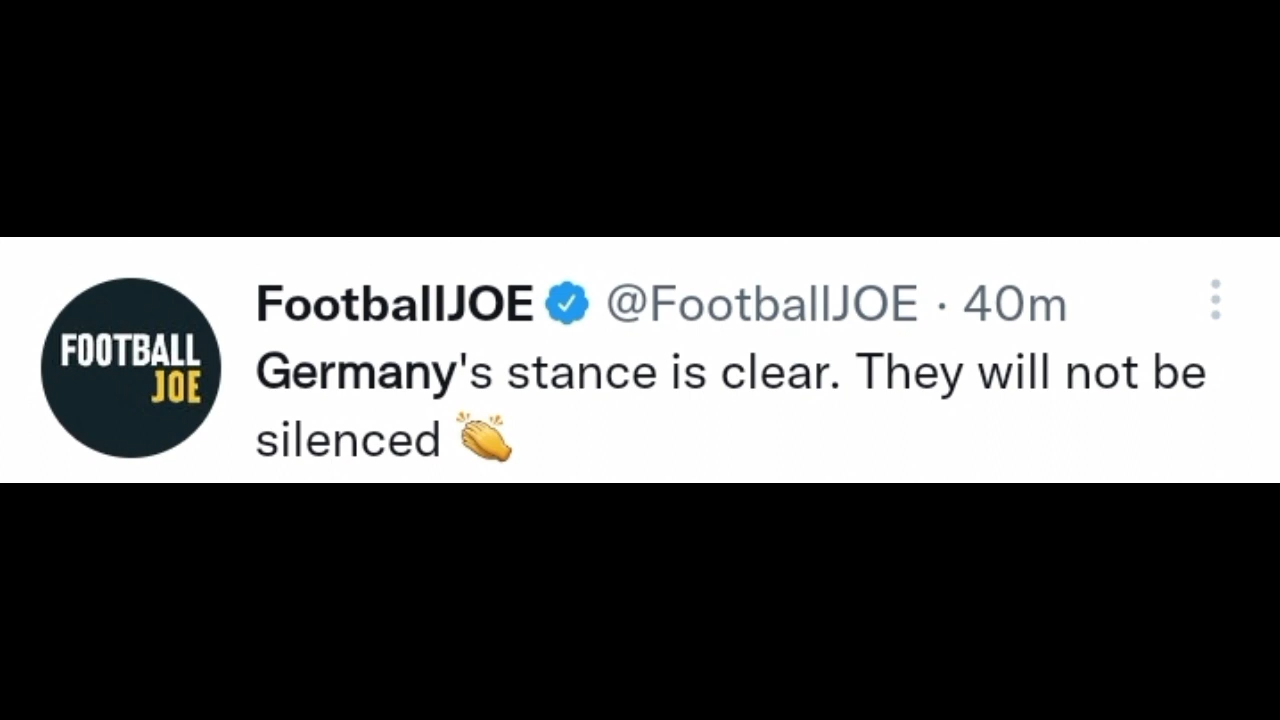 FOOTBALL
JOE
FootballJOE @FootballJOE · 40m
Germany's stance is clear. They will not be
silenced 👏